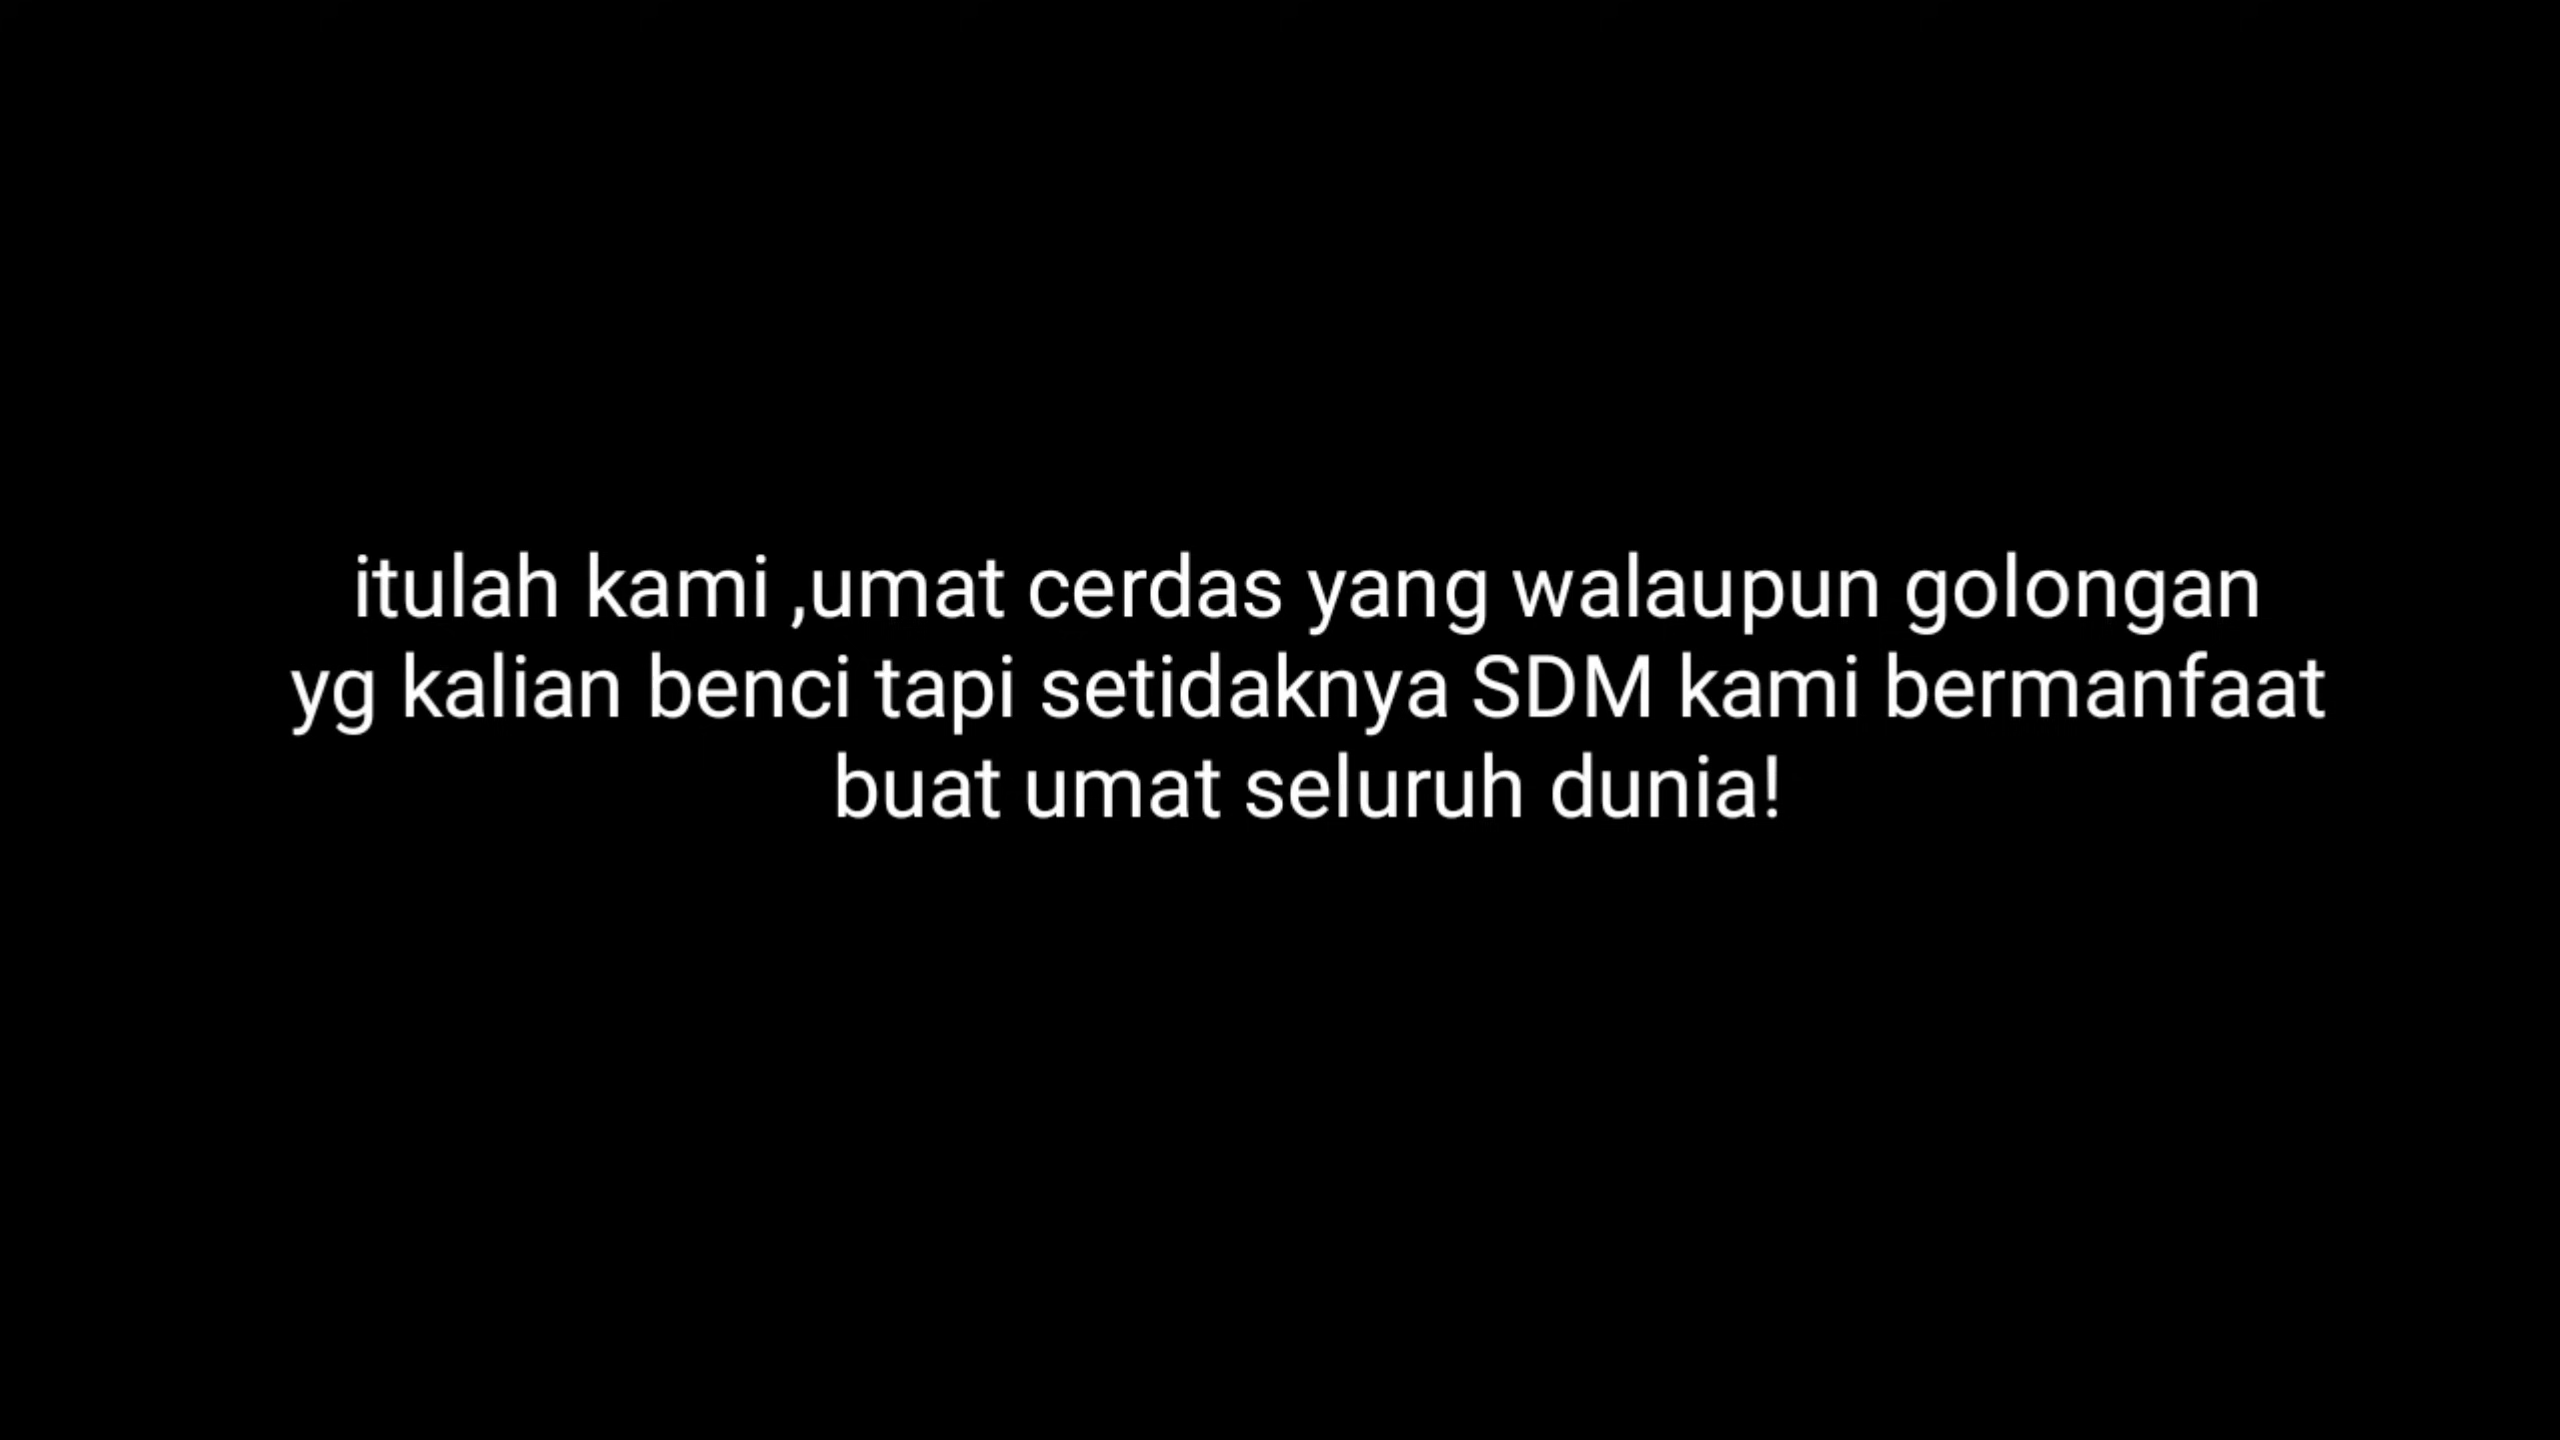 itulah kami ,umat cerdas yang walaupun golongan
yg kalian benci tapi setidaknya SDM kami bermanfaat
buat umat seluruh dunia!